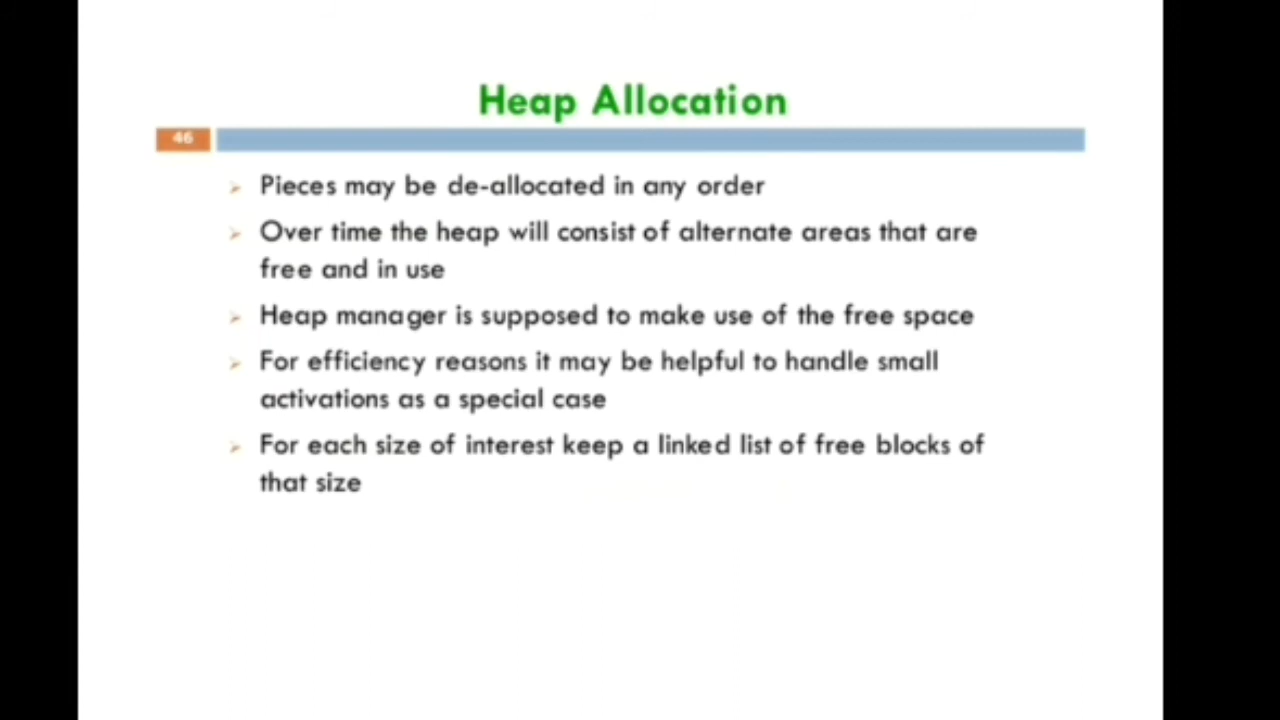 Heap Allocation
46
➢ Pieces may be de-allocated in any order
➢ Over time the heap will consist of alternate areas that are
free and in use
➢ Heap manager is supposed to make use of the free space
➢ For efficiency reasons it may be helpful to handle small
activations as a special case
➢ For each size of interest keep a linked list of free blocks of
that size